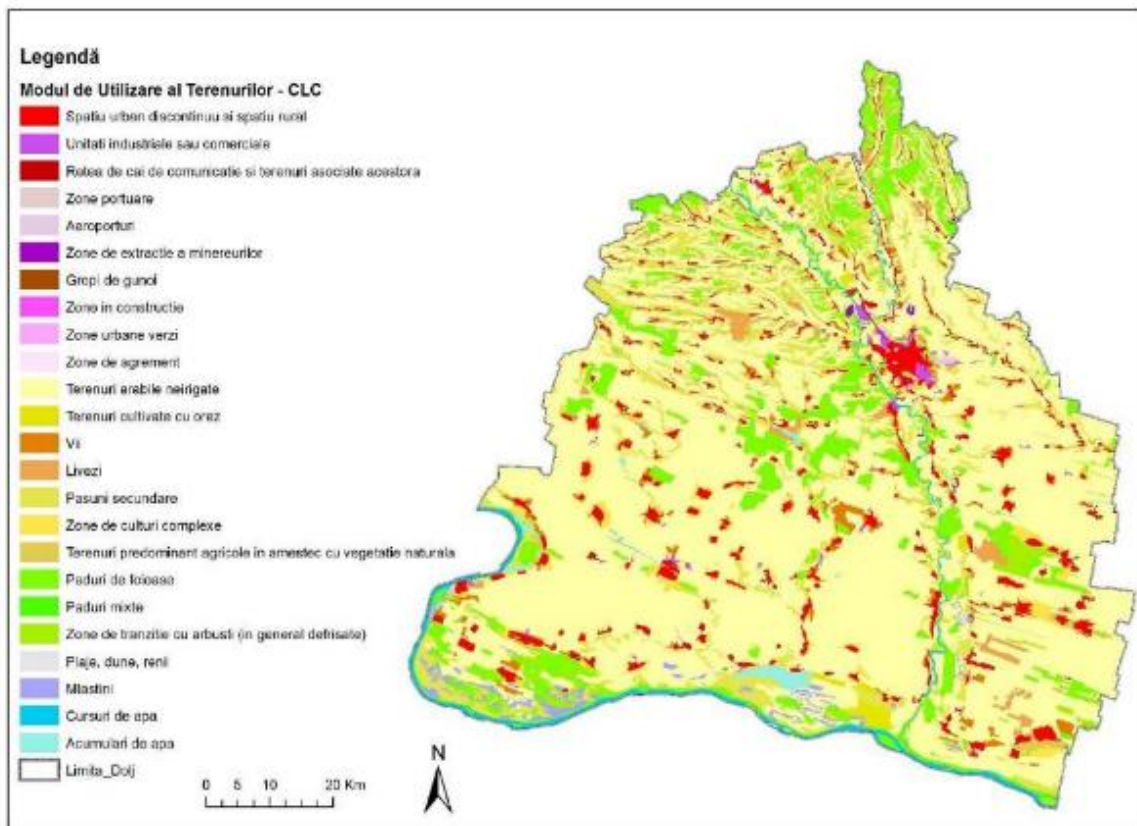 Legendă
Modul de Utilizare al Terenurilor - CLC
Spatiu urban discontinuu si spatiu rural
Unitati industriale sau comerciale
Retea de cai de comunicatie si terenuri asociate acestora
Zone portuare
Aeroporturi
Zone de extractie a minereurilor
Gropi de gunoi
Zone in constructie
Zone urbane verzi
Zone de agrement
Terenuri arabile neirigate
Terenuri cultivate cu orez
Vii
Livezi
Pasuni secundare
Zone de culturi complexe
Terenuri predominant agricole in amestec cu vegetatie naturala
Paduri de foioase
Paduri mixte
Zone de tranzitie cu arbusti (in general defrisate)
Plaje, dune, renii
Mlastini
Cursuri de apa
Acumulari de apa
Limita_Dolj
N
0 5 10 20 Km